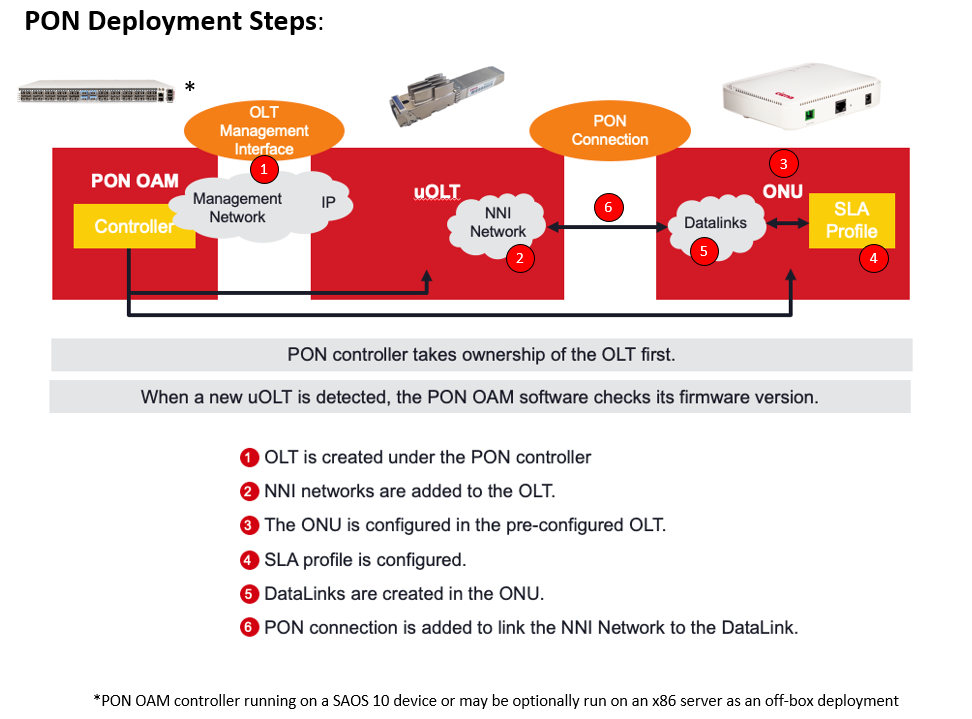 PON Deployment Steps:
*
OLT
Management
Interface
PON
Connection
1
3
PON OAM
uOLT
ONU
Management
Network
IP
Controller
NNI
Network
2
6
Datalinks
5
SLA
Profile
4
PON controller takes ownership of the OLT first.
When a new uOLT is detected, the PON OAM software checks its firmware version.
1 OLT is created under the PON controller
2 NNI networks are added to the OLT.
3 The ONU is configured in the pre-configured OLT.
4 SLA profile is configured.
5 DataLinks are created in the ONU.
6 PON connection is added to link the NNI Network to the DataLink.
*PON OAM controller running on a SAOS 10 device or may be optionally run on an x86 server as an off-box deployment